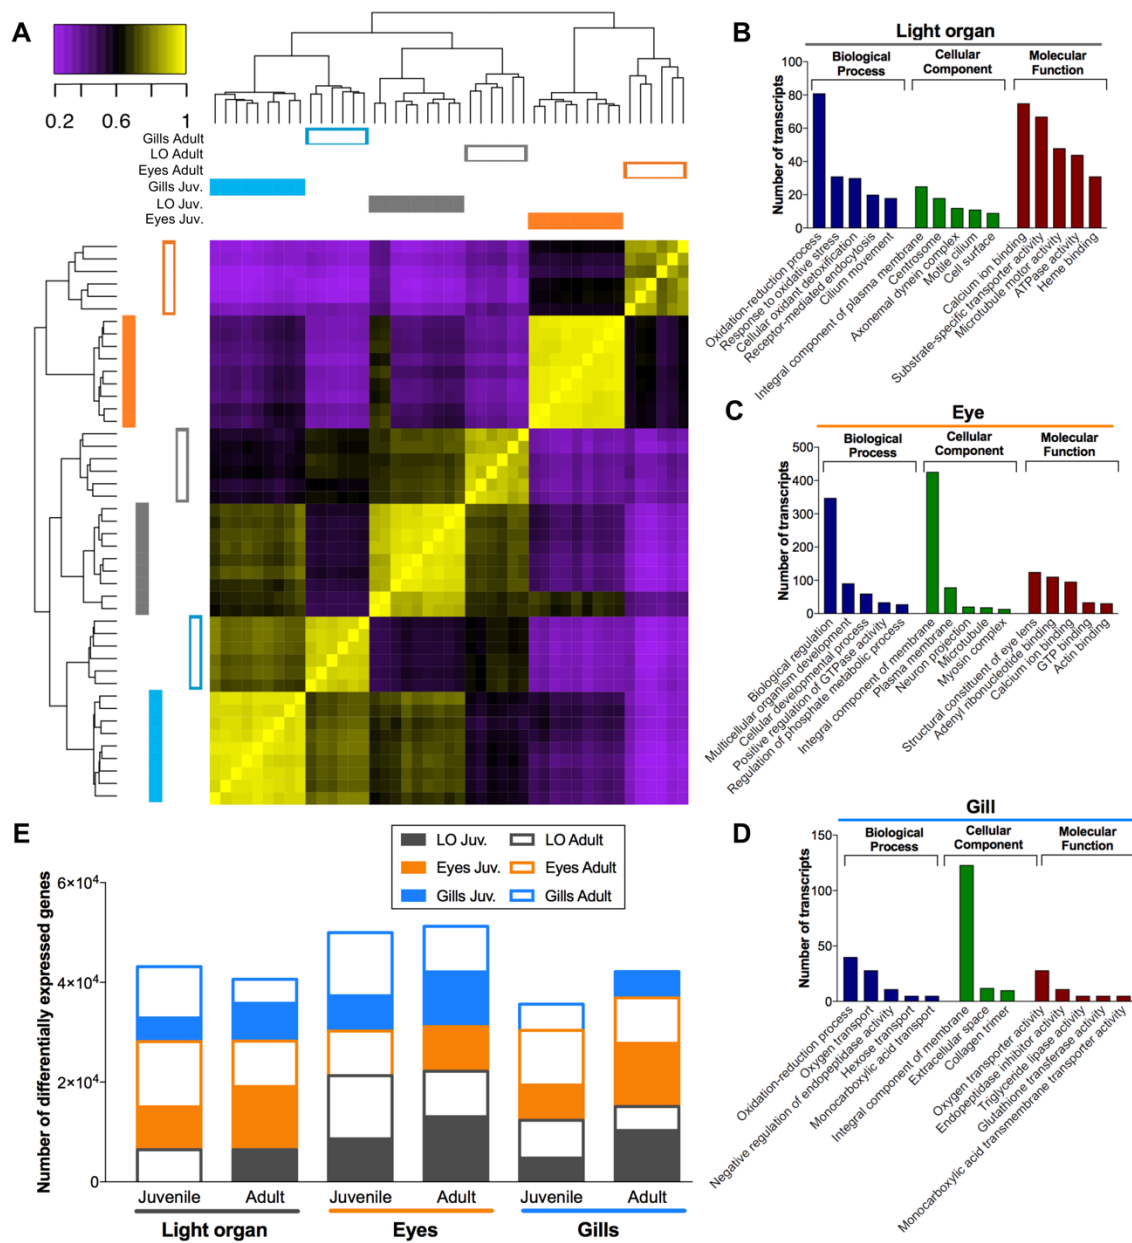 A
0.2 0.6 1
Gills Adult
LO Adult
Eyes Adult
Gills Juv.
LO Juv.
Eyes Juv.
B
Light organ
Biological
Process
Cellular
Component
Molecular
Function
Number of transcripts
100
80
60
40
20
0
Oxidation-reduction process
Response to oxidative stress
Cellular oxidant detoxification
Receptor-mediated endocytosis
Cilium movement
Integral component of plasma membrane
Centrosome
Axonemal dynein complex
Motile cilium
Cell surface
Calcium ion binding
Substrate-specific transporter activity
Microtubule motor activity
ATPase activity
Heme binding
C
Eye
Biological
Process
Cellular
Component
Molecular
Function
Number of transcripts
500
400
300
200
100
0
Biological regulation
Multicellular organism development
Cellular developmental process
Positive regulation of GTPase activity
Regulation of phosphate metabolic process
Integral component of membrane
Plasma membrane
Neuron projection
Microtubule
Myosin complex
Structural constituent of eye lens
Adenyl ribonucleotide binding
Calcium ion binding
GTP binding
Actin binding
D
Gill
Biological
Process
Cellular
Component
Molecular
Function
Number of transcripts
150
100
50
0
Oxidation-reduction process
Oxygen transport
Negative regulation of endopeptidase activity
Hexose transport
Monocarboxylic acid transport
Integral component of membrane
Extracellular space
Collagen trimer
Oxygen transporter activity
Endopeptidase inhibitor activity
Triglyceride lipase activity
Glutathione transferase activity
Monocarboxylic acid transmembrane transporter activity
E
LO Juv. LO Adult
Eyes Juv. Eyes Adult
Gills Juv. Gills Adult
Number of differentially expressed genes
6×10⁴
4×10⁴
2×10⁴
0
Juvenile Adult Juvenile Adult Juvenile Adult
Light organ Eyes Gills